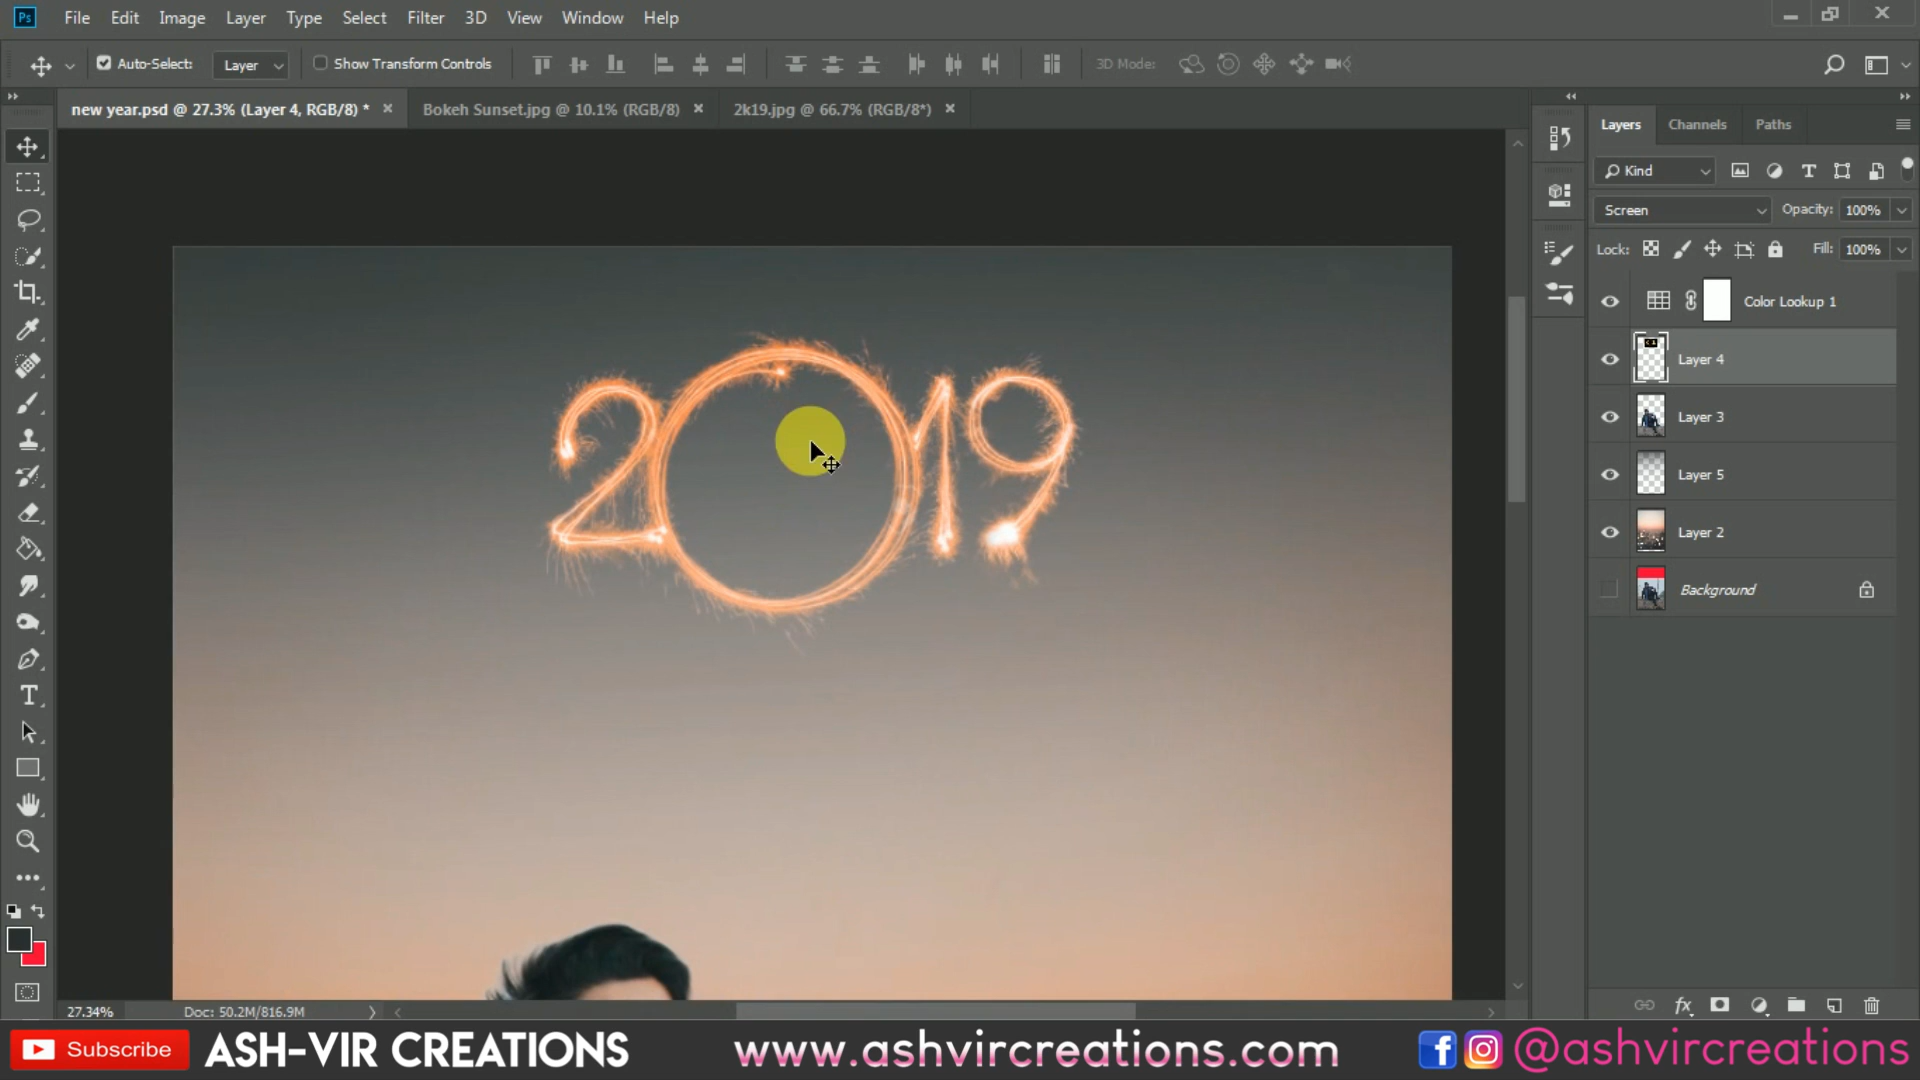 Ps File Edit Image Layer Type Select Filter 3D View Window Help
Auto-Select: Layer Show Transform Controls 3D Mode:
new year.psd @ 27.3% (Layer 4, RGB/8) * Bokeh Sunset.jpg @ 10.1% (RGB/8) 2k19.jpg @ 66.7% (RGB/8*)
Layers Channels Paths
Kind
Screen Opacity: 100%
Lock: Fill: 100%
Color Lookup 1
Layer 4
Layer 3
Layer 5
Layer 2
Background
2019
27.34% Doc: 50.2M/816.9M
Subscribe ASH-VIR CREATIONS www.ashvircreations.com @ashvircreations